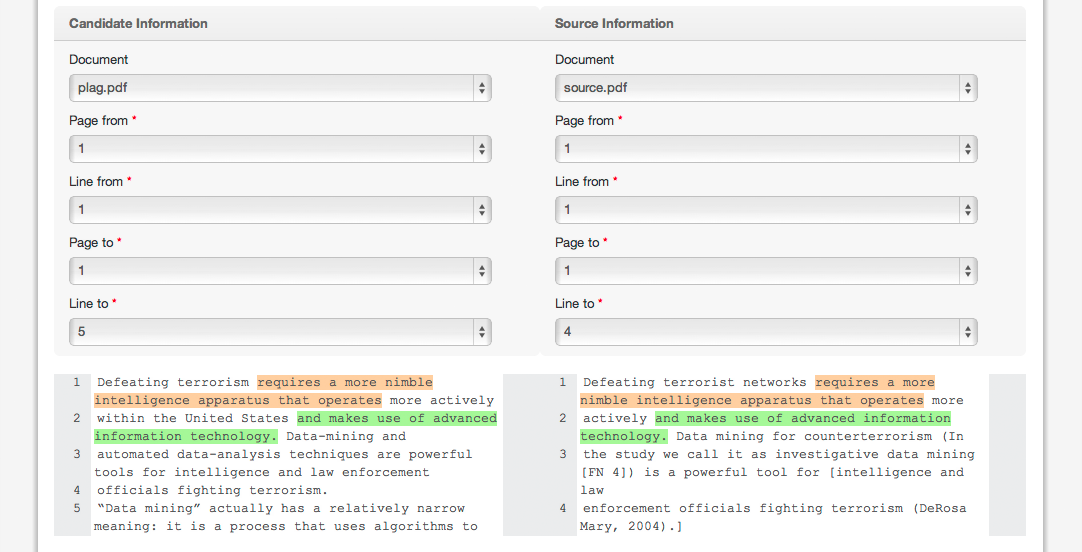 Candidate Information
Source Information
Document
Document
plag.pdf
source.pdf
Page from *
Page from *
1
1
Line from *
Line from *
1
1
Page to *
Page to *
1
1
Line to *
Line to *
5
4
1 Defeating terrorism requires a more nimble
intelligence apparatus that operates more actively
2 within the United States and makes use of advanced
information technology. Data-mining and
3 automated data-analysis techniques are powerful
tools for intelligence and law enforcement
4 officials fighting terrorism.
5 “Data mining” actually has a relatively narrow
meaning: it is a process that uses algorithms to
1 Defeating terrorist networks requires a more
nimble intelligence apparatus that operates more
2 actively and makes use of advanced information
technology. Data mining for counterterrorism (In
3 the study we call it as investigative data mining
[FN 4]) is a powerful tool for [intelligence and
law
4 enforcement officials fighting terrorism (DeRosa
Mary, 2004).]